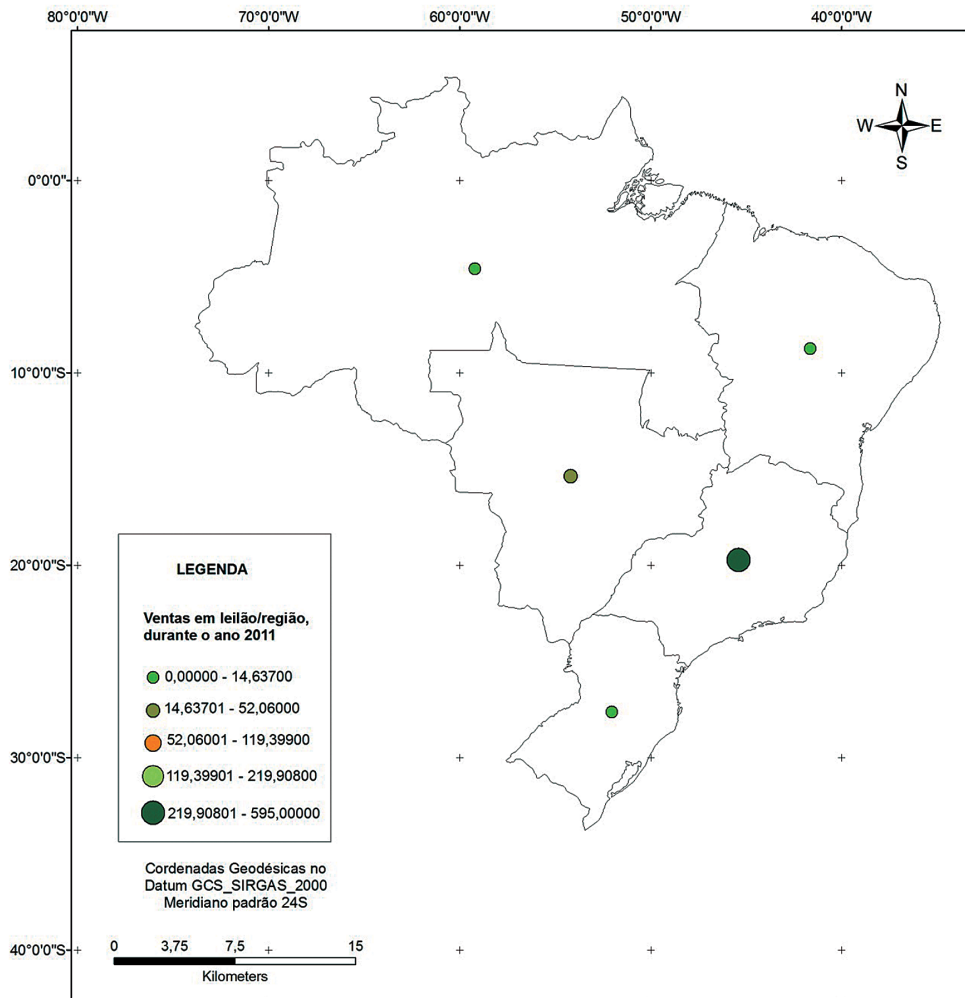 80°0'0"W 70°0'0"W 60°0'0"W 50°0'0"W 40°0'0"W
N
W E
S
0°0'0"
10°0'0"S
20°0'0"S
30°0'0"S
40°0'0"S
LEGENDA
Ventas em leilão/região,
durante o ano 2011
0,00000 - 14,63700
14,63701 - 52,06000
52,06001 - 119,39900
119,39901 - 219,90800
219,90801 - 595,00000
Cordenadas Geodésicas no
Datum GCS_SIRGAS_2000
Meridiano padrão 24S
0 3,75 7,5 15
Kilometers